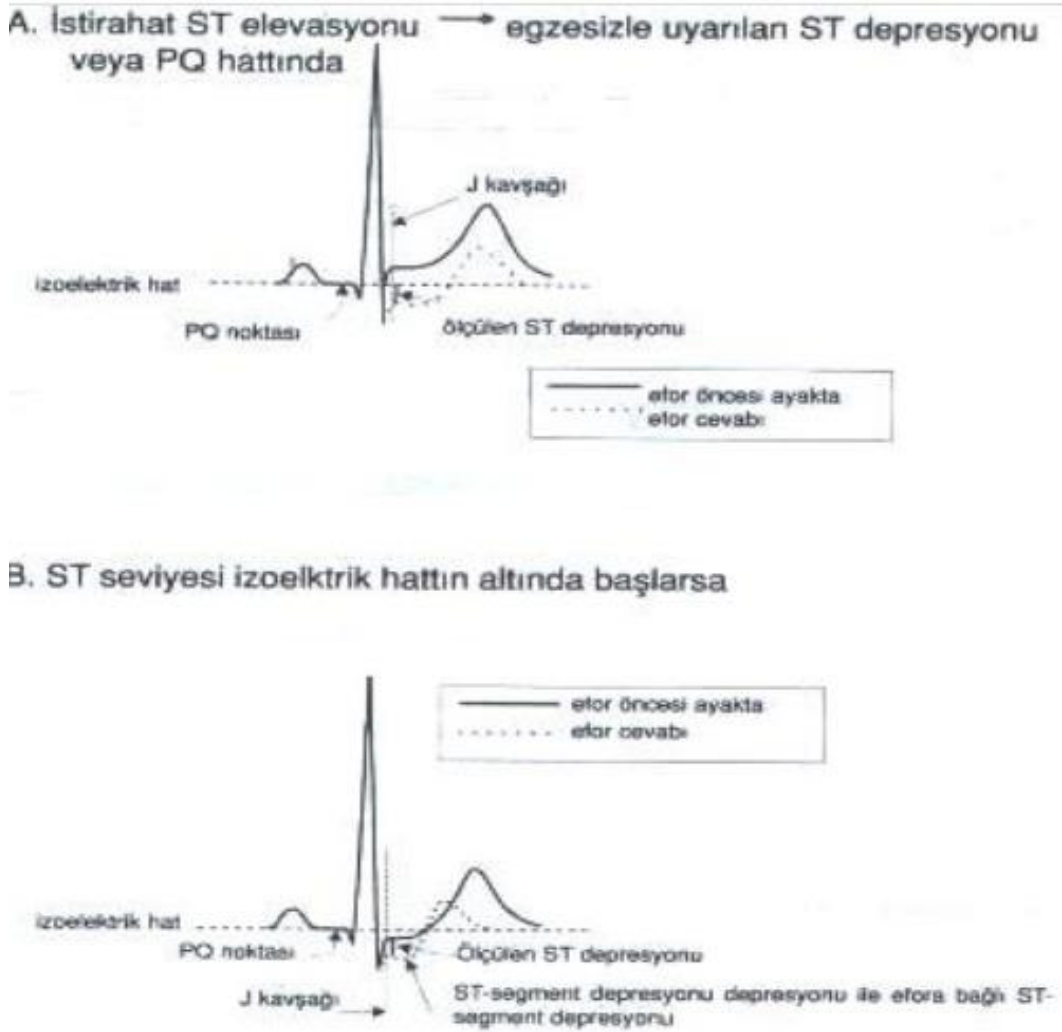 A. İstirahat ST elevasyonu → egzesizle uyarılan ST depresyonu
veya PQ hattında
J kavşağı
izoelektrik hat
PQ noktası
ölçülen ST depresyonu
efor öncesi ayakta
efor cevabı
B. ST seviyesi izoelktrik hattın altında başlarsa
efor öncesi ayakta
efor cevabı
izoelektrik hat
PQ noktası
Ölçülen ST depresyonu
J kavşağı
ST-segment depresyonu depresyonu ile efora bağlı ST-
segment depresyonu